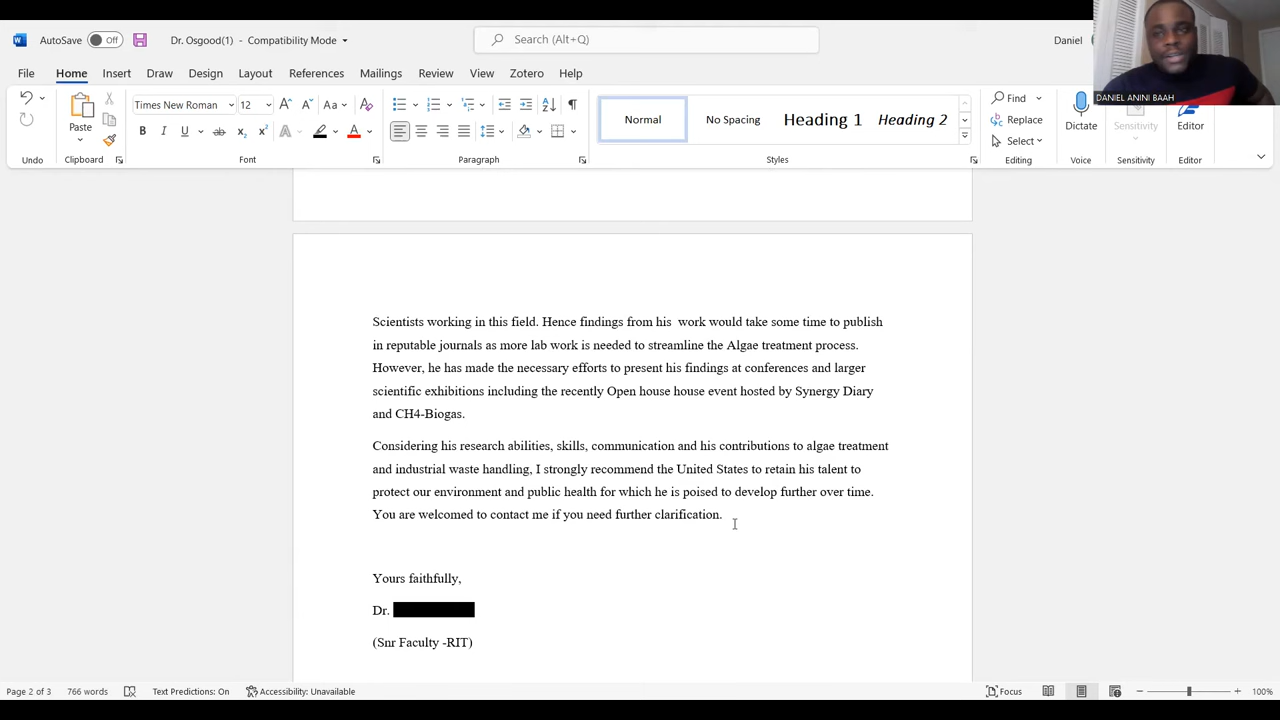 AutoSave Off Dr. Osgood(1) - Compatibility Mode Search (Alt+Q) Daniel
DANIEL ANINI BAAH
File Home Insert Draw Design Layout References Mailings Review View Zotero Help
Times New Roman 12 Aa Normal No Spacing Heading 1 Heading 2 Find
Replace
Select
Paste
B I U ab x₂ x² A A
Dictate Sensitivity Editor
Undo Clipboard Font Paragraph Styles Editing Voice Sensitivity Editor
Scientists working in this field. Hence findings from his work would take some time to publish
in reputable journals as more lab work is needed to streamline the Algae treatment process.
However, he has made the necessary efforts to present his findings at conferences and larger
scientific exhibitions including the recently Open house house event hosted by Synergy Diary
and CH4-Biogas.
Considering his research abilities, skills, communication and his contributions to algae treatment
and industrial waste handling, I strongly recommend the United States to retain his talent to
protect our environment and public health for which he is poised to develop further over time.
You are welcomed to contact me if you need further clarification.
Yours faithfully,
Dr.
(Snr Faculty -RIT)
Page 2 of 3 766 words Text Predictions: On Accessibility: Unavailable Focus 100%